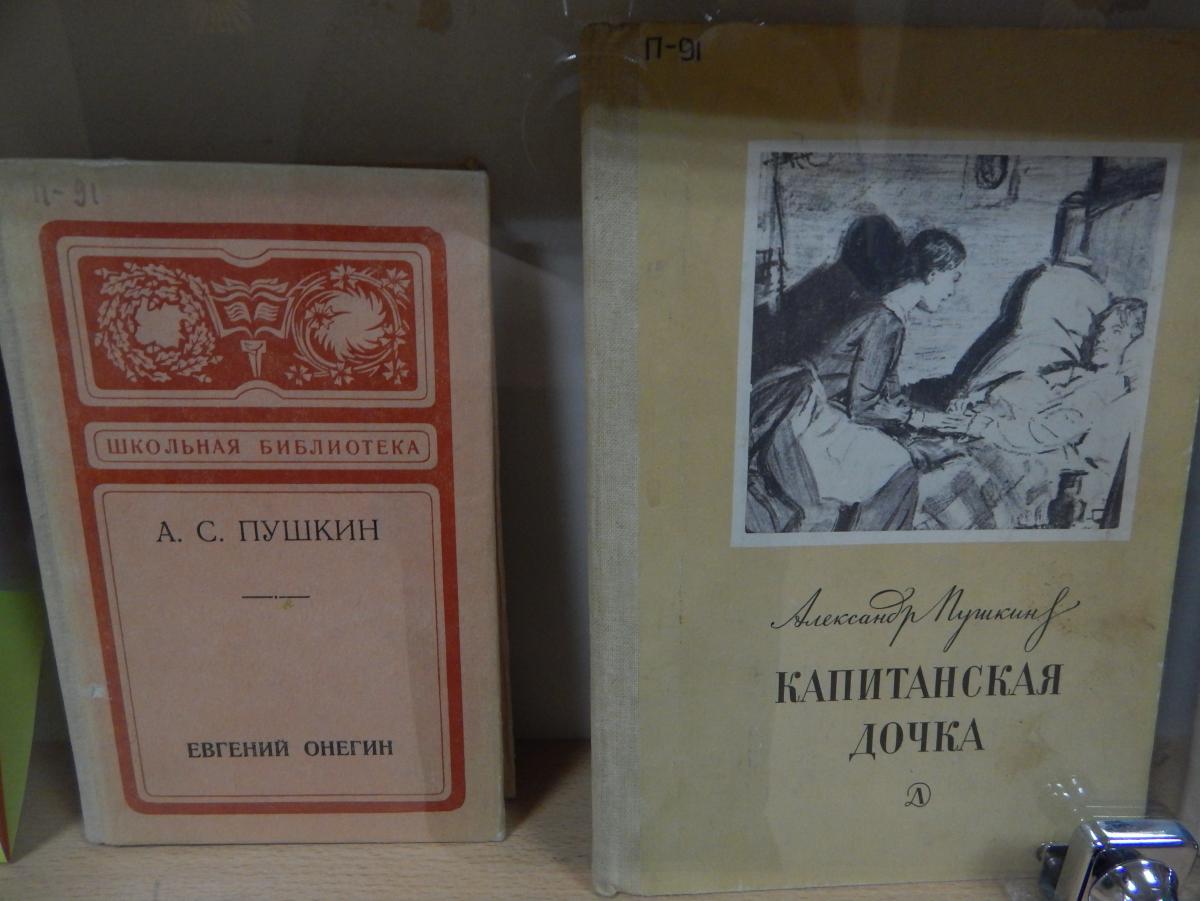 П-91
ШКОЛЬНАЯ БИБЛИОТЕКА
А. С. ПУШКИН
ЕВГЕНИЙ ОНЕГИН
П-91
Александр Пушкин
КАПИТАНСКАЯ
ДОЧКА
Д